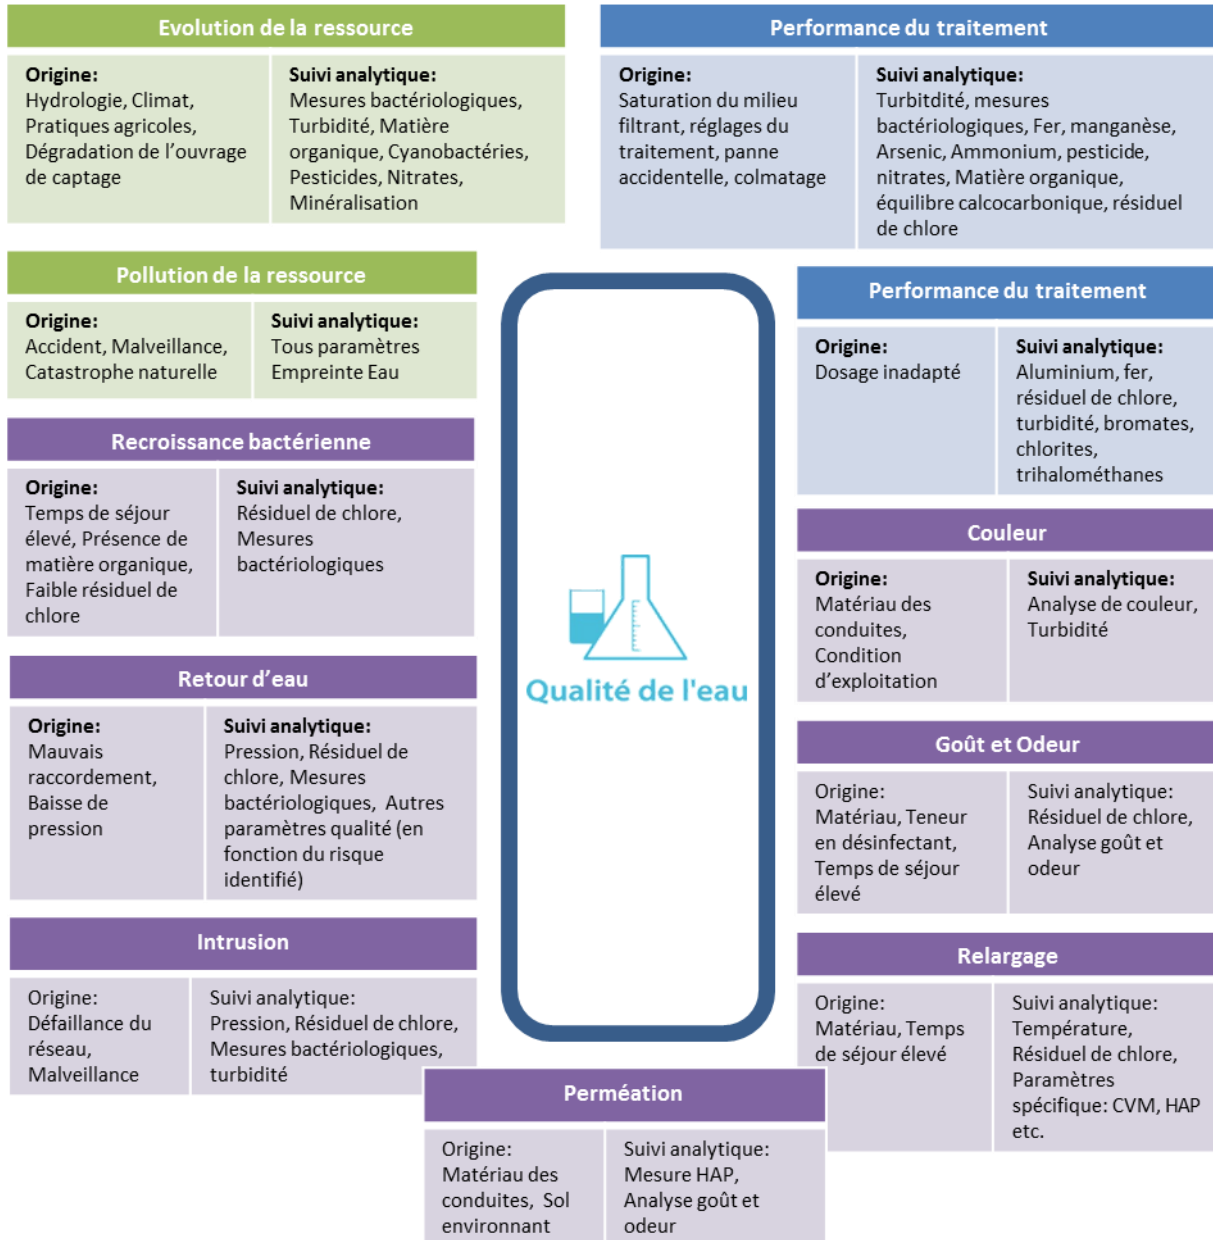 Evolution de la ressource
Origine:
Hydrologie, Climat,
Pratiques agricoles,
Dégradation de l'ouvrage
de captage
Suivi analytique:
Mesures bactériologiques,
Turbidité, Matière
organique, Cyanobactéries,
Pesticides, Nitrates,
Minéralisation
Performance du traitement
Origine:
Saturation du milieu
filtrant, réglages du
traitement, panne
accidentelle, colmatage
Suivi analytique:
Turbitdité, mesures
bactériologiques, Fer, manganèse,
Arsenic, Ammonium, pesticide,
nitrates, Matière organique,
équilibre calcocarbonique, résiduel
de chlore
Pollution de la ressource
Origine:
Accident, Malveillance,
Catastrophe naturelle
Suivi analytique:
Tous paramètres
Empreinte Eau
Performance du traitement
Origine:
Dosage inadapté
Suivi analytique:
Aluminium, fer,
résiduel de chlore,
turbidité, bromates,
chlorites,
trihalométhanes
Recroissance bactérienne
Origine:
Temps de séjour
élevé, Présence de
matière organique,
Faible résiduel de
chlore
Suivi analytique:
Résiduel de chlore,
Mesures
bactériologiques
Couleur
Origine:
Matériau des
conduites,
Condition
d'exploitation
Suivi analytique:
Analyse de couleur,
Turbidité
Qualité de l'eau
Retour d'eau
Origine:
Mauvais
raccordement,
Baisse de
pression
Suivi analytique:
Pression, Résiduel de
chlore, Mesures
bactériologiques, Autres
paramètres qualité (en
fonction du risque
identifié)
Goût et Odeur
Origine:
Matériau, Teneur
en désinfectant,
Temps de séjour
élevé
Suivi analytique:
Résiduel de chlore,
Analyse goût et
odeur
Intrusion
Origine:
Défaillance du
réseau,
Malveillance
Suivi analytique:
Pression, Résiduel de chlore,
Mesures bactériologiques,
turbidité
Relargage
Origine:
Matériau, Temps
de séjour élevé
Suivi analytique:
Température,
Résiduel de chlore,
Paramètres
spécifique: CVM, HAP
etc.
Perméation
Origine:
Matériau des
conduites, Sol
environnant
Suivi analytique:
Mesure HAP,
Analyse goût et
odeur